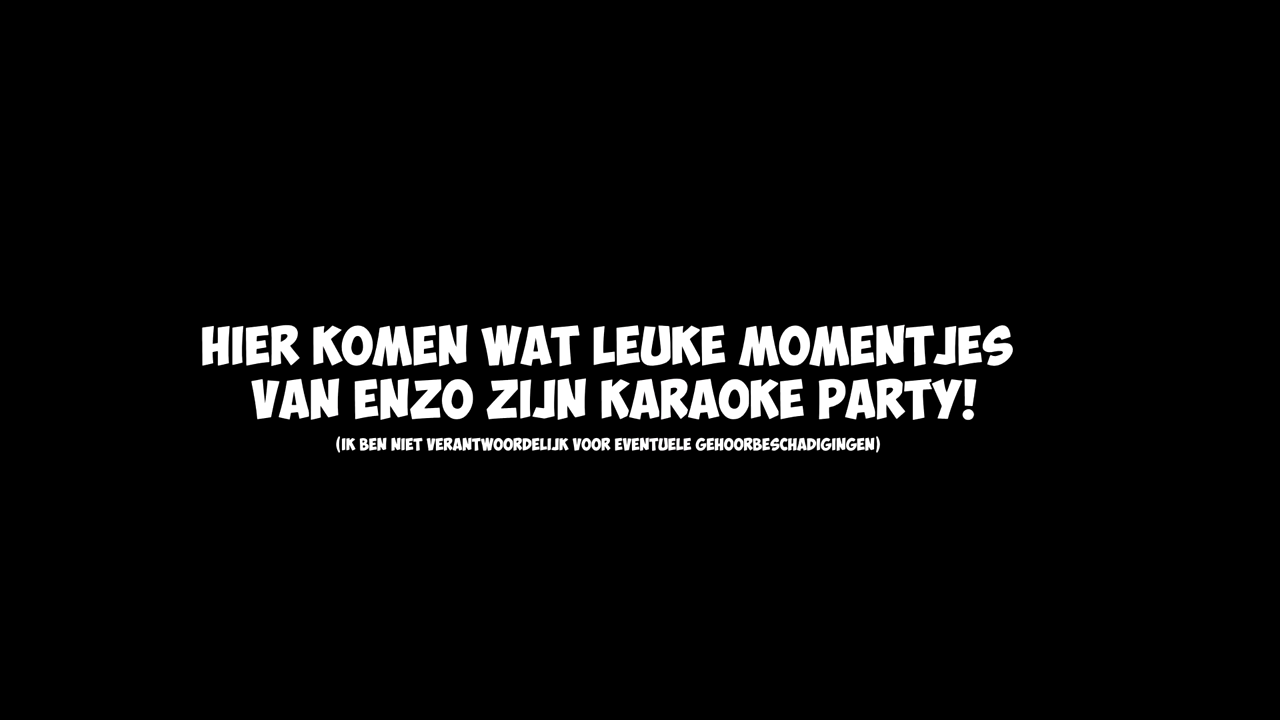 HIER KOMEN WAT LEUKE MOMENTJES
VAN ENZO ZIJN KARAOKE PARTY!
(IK BEN NIET VERANTWOORDELIJK VOOR EVENTUELE GEHOORBESCHADIGINGEN)